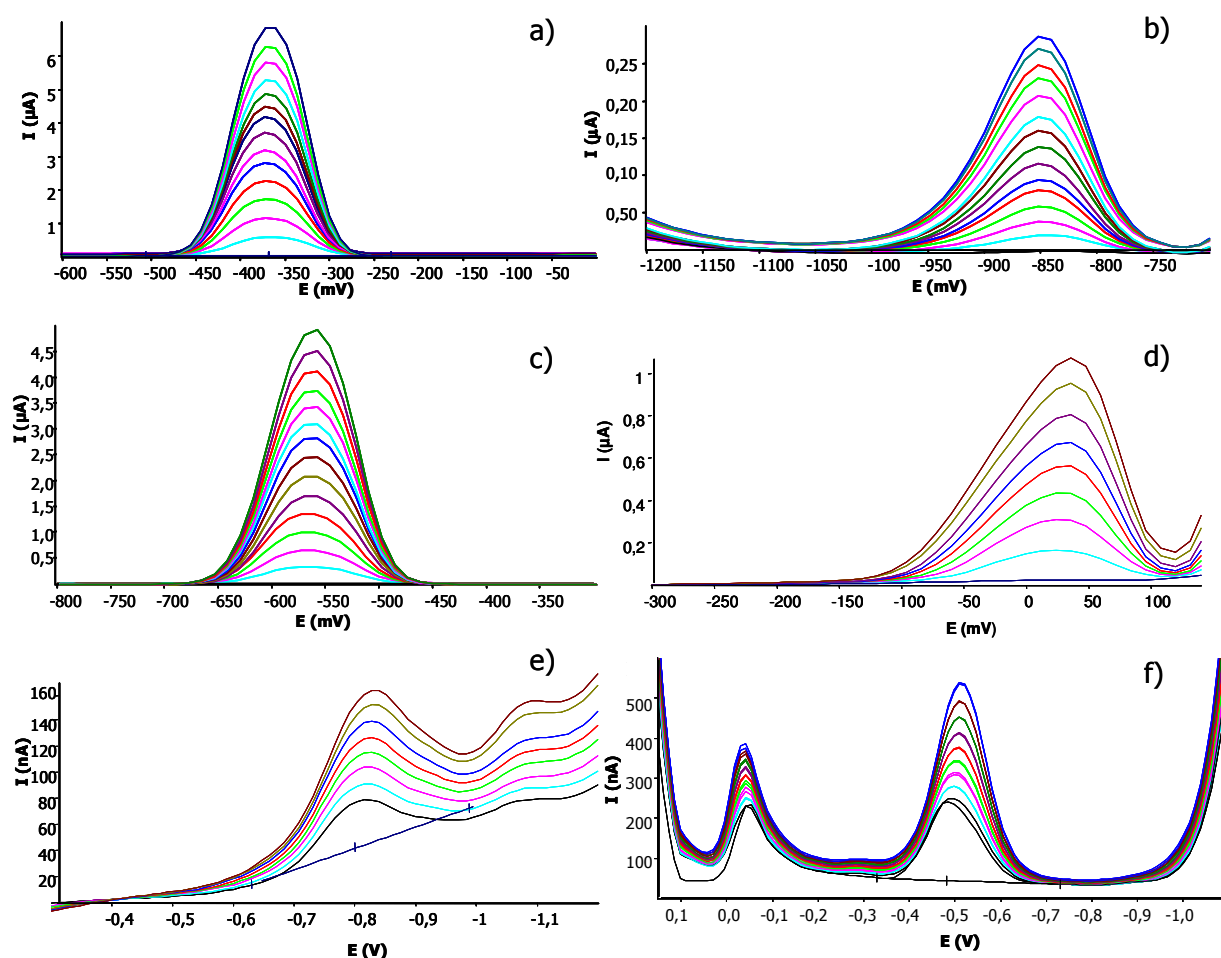 a)
I (µA)
6
5
4
3
2
1
-600 -550 -500 -450 -400 -350 -300 -250 -200 -150 -100 -50
E (mV)
b)
I (µA)
0,25
0,20
0,15
0,10
0,50
-1200 -1150 -1100 -1050 -100 -950 -900 -850 -800 -750
E (mV)
c)
I (µA)
4,5
4,0
3,5
3,0
2,5
2,0
1,5
1,0
0,5
-800 -750 -700 -650 -600 -550 -500 -450 -400 -350
E (mV)
d)
I (µA)
1
0,8
0,6
0,4
0,2
-300 -250 -200 -150 -100 -50 0 50 100
E (mV)
e)
I (nA)
160
140
120
100
80
60
40
20
-0,4 -0,5 -0,6 -0,7 -0,8 -0,9 -1 -1,1
E (V)
f)
I (nA)
500
400
300
200
100
0,1 0,0 -0,1 -0,2 -0,3 -0,4 -0,5 -0,6 -0,7 -0,8 -0,9 -1,0
E (V)